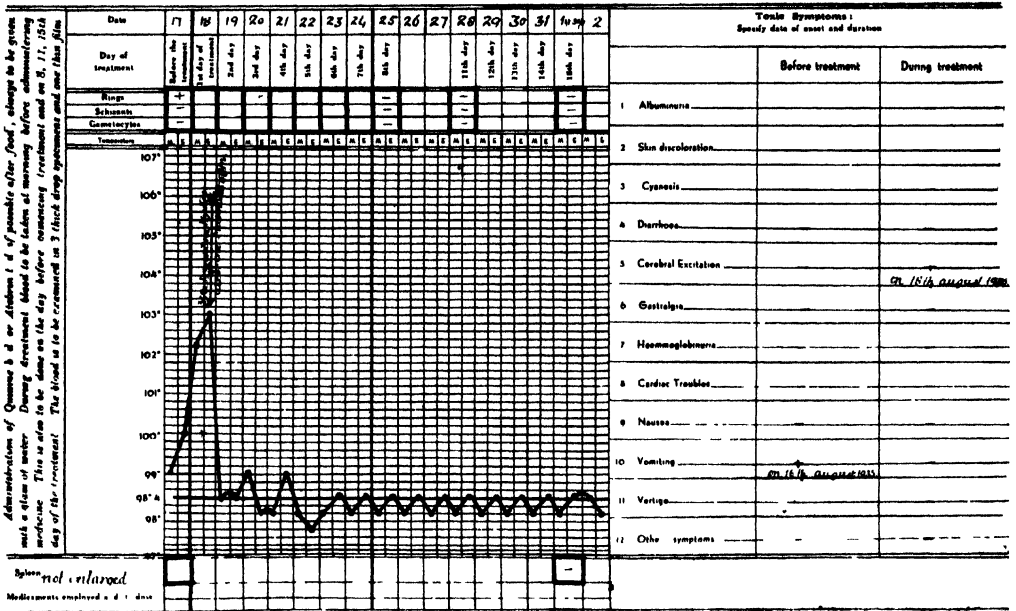 Administration of Quinine b d or Atebrin t d if possible after food, always to be given
with a glass of water During treatment blood to be taken at morning before administering
medicine This is also to be done on the day before comencing treatment and on 8, 11, 15th
day of the treatment The blood is to be examined in 3 thick drop specimens and one thin film
Date 17 18 19 20 21 22 23 24 25 26 27 28 29 30 31 2
Day of treatment
Before the treatment
1st day of treatment
2nd day
3rd day
4th day
5th day
6th day
7th day
8th day
11th day
12th day
13th day
14th day
15th day
Rings + - - -
Schizonts - - - -
Gametocytes - - - -
Temperature M E M E M E M E M E M E M E M E M E M E M E M E M E M E M E M E M E
107°
106°
105°
104°
103°
102°
101°
100°
99°
98° 4
98°
Spleen not enlarged -
Medicaments employed a d t dose
Toxic Symptoms:
Specify date of onset and duration
Before treatment During treatment
1 Albuminuria
2 Skin discoloration
3 Cyanosis
4 Diarrhoea
5 Cerebral Excitation
on 18th august
6 Gastralgia
7 Haemmoglobinuria
8 Cardiac Troubles
9 Nausea
10 Vomiting +
on 16th august 1933
11 Vertigo
12 Othe symptoms